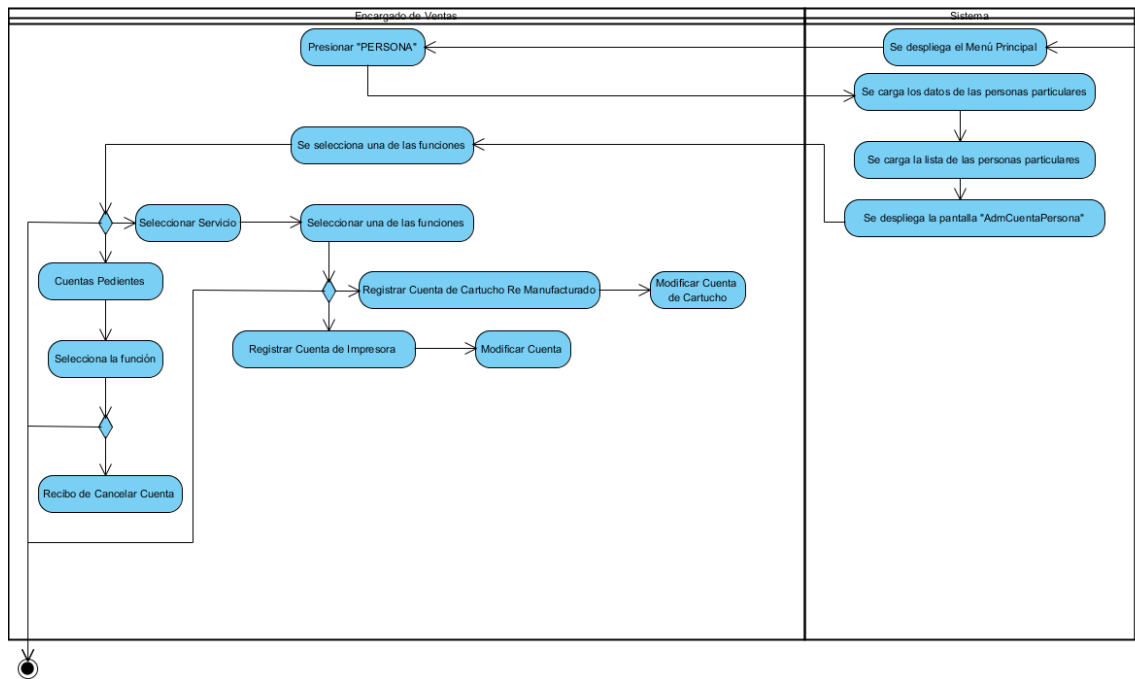 Encargado de Ventas
Sistema
Presionar "PERSONA"
Se despliega el Menú Principal
Se carga los datos de las personas particulares
Se selecciona una de las funciones
Se carga la lista de las personas particulares
Seleccionar Servicio
Seleccionar una de las funciones
Se despliega la pantalla "AdmCuentaPersona"
Cuentas Pedientes
Registrar Cuenta de Cartucho Re Manufacturado
Modificar Cuenta
de Cartucho
Selecciona la función
Registrar Cuenta de Impresora
Modificar Cuenta
Recibo de Cancelar Cuenta